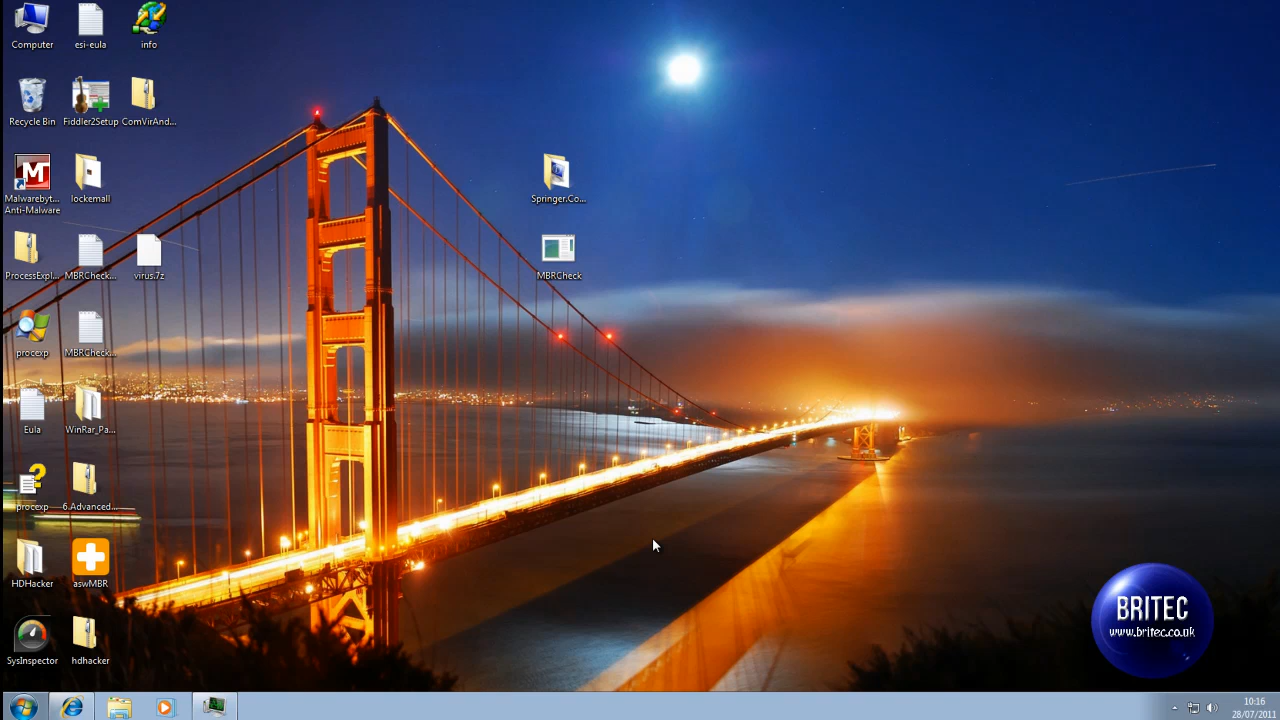 Computer
esi-eula
info
Recycle Bin
Fiddler2Setup
ComVirAnd...
M
Malwarebyt...
Anti-Malware
lockemall
Springer.Co...
ProcessExpl...
MBRCheck...
virus.7z
MBRCheck
procexp
MBRCheck...
Eula
WinRar_Pa...
procexp
6.Advanced...
HDHacker
aswMBR
SysInspector
hdhacker
BRITEC
www.britec.co.uk
10:16
28/07/2011